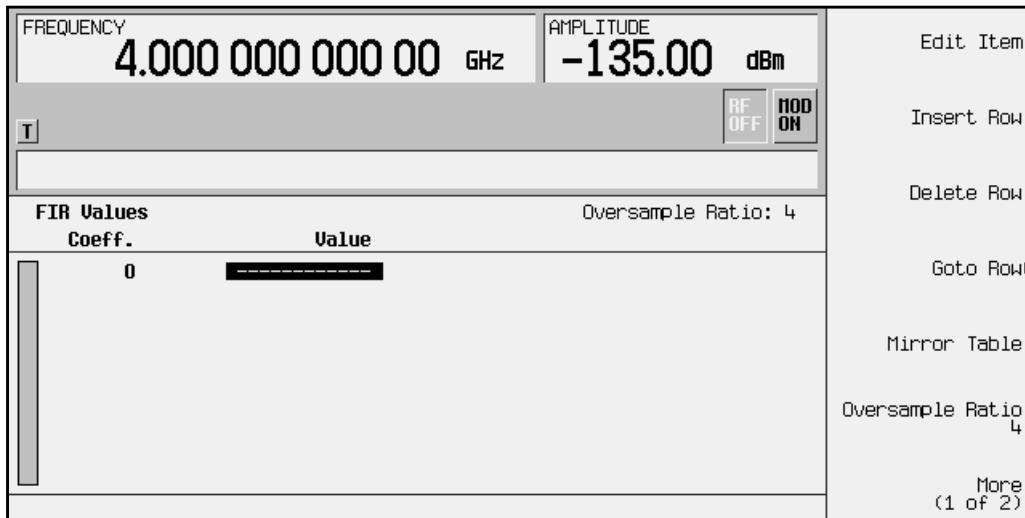 FREQUENCY
4.000 000 000 00 GHz
AMPLITUDE
-135.00 dBm
RF OFF
MOD ON
T
FIR Values
Oversample Ratio: 4
Coeff. Value
0 ------------
Edit Item
Insert Row
Delete Row
Goto Row
Mirror Table
Oversample Ratio
4
More
(1 of 2)